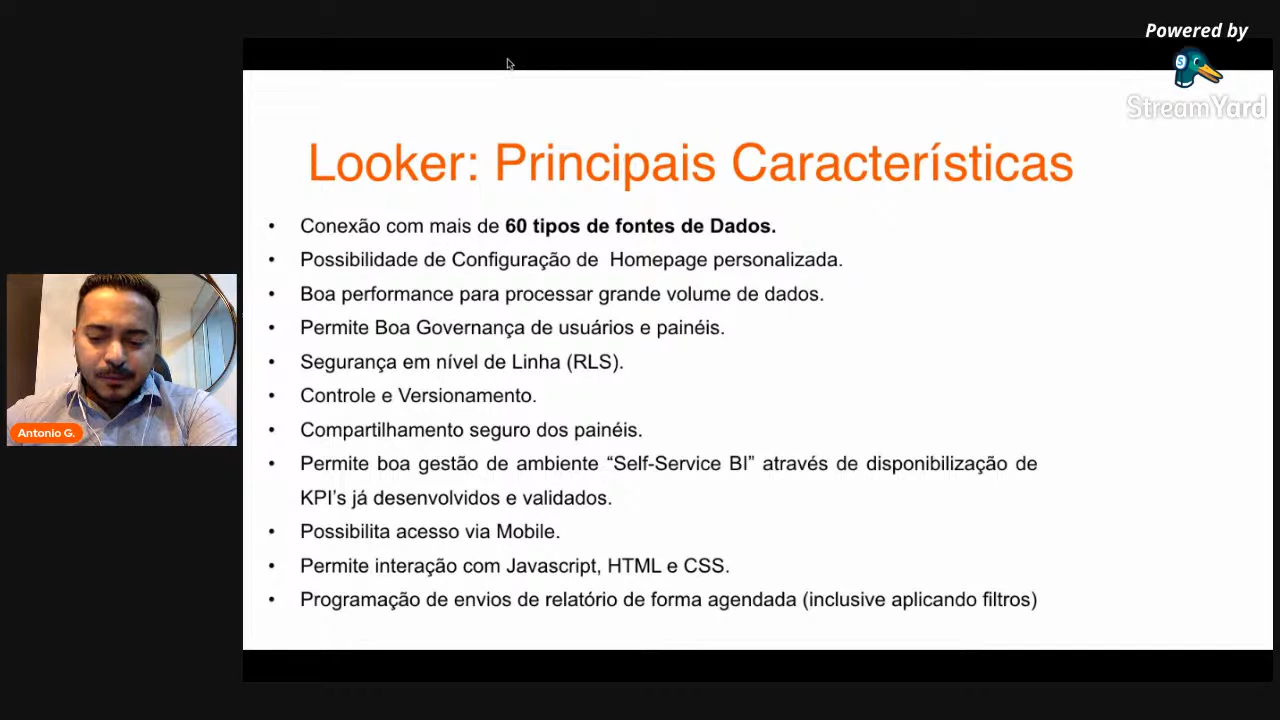 Powered by
StreamYard
Looker: Principais Características
• Conexão com mais de 60 tipos de fontes de Dados.
• Possibilidade de Configuração de Homepage personalizada.
• Boa performance para processar grande volume de dados.
• Permite Boa Governança de usuários e painéis.
• Segurança em nível de Linha (RLS).
• Controle e Versionamento.
• Compartilhamento seguro dos painéis.
• Permite boa gestão de ambiente “Self-Service BI” através de disponibilização de
KPI’s já desenvolvidos e validados.
• Possibilita acesso via Mobile.
• Permite interação com Javascript, HTML e CSS.
• Programação de envios de relatório de forma agendada (inclusive aplicando filtros)
Antonio G.